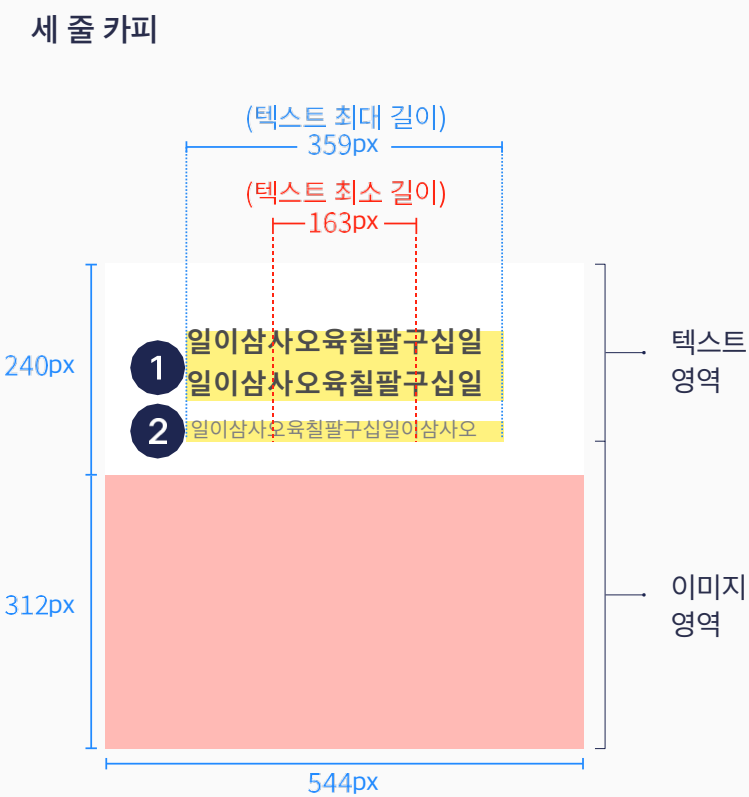 세 줄 카피
(텍스트 최대 길이)
359px
(텍스트 최소 길이)
163px
240px
1
일이삼사오육칠팔구십일
일이삼사오육칠팔구십일
2
일이삼사오육칠팔구십일이삼사오
텍스트
영역
312px
이미지
영역
544px